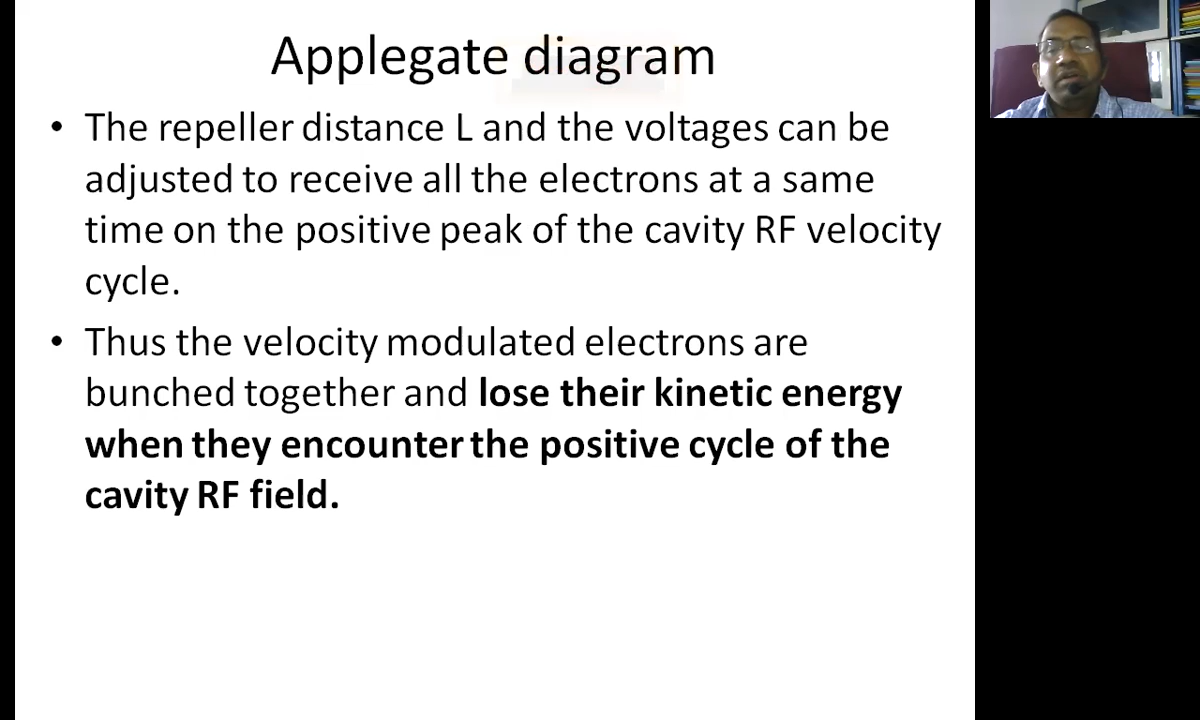 Applegate diagram
• The repeller distance L and the voltages can be
adjusted to receive all the electrons at a same
time on the positive peak of the cavity RF velocity
cycle.
• Thus the velocity modulated electrons are
bunched together and lose their kinetic energy
when they encounter the positive cycle of the
cavity RF field.